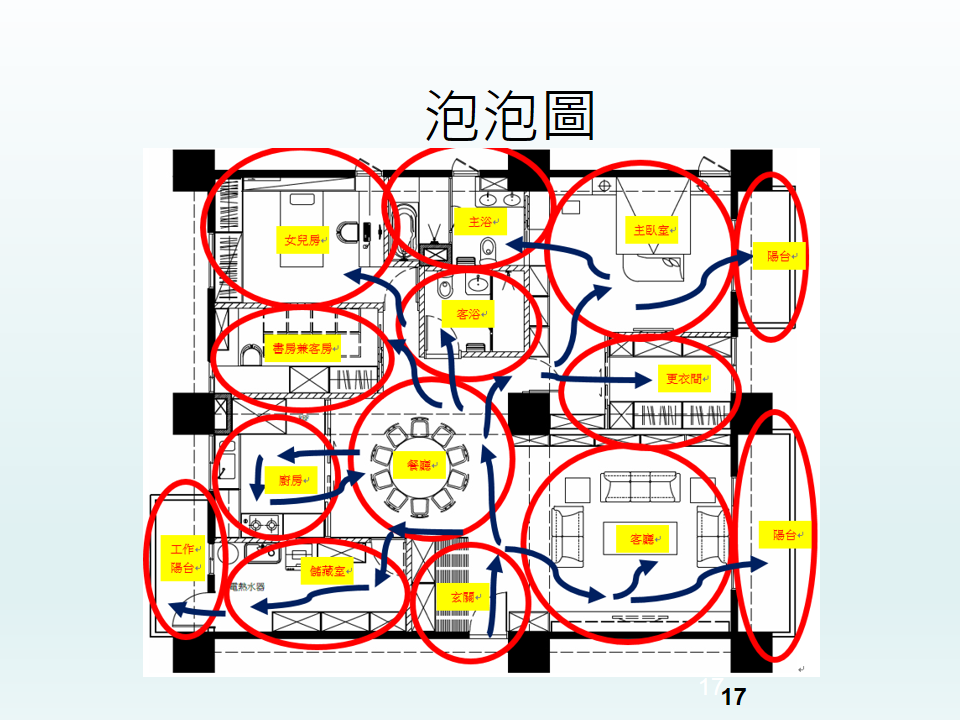 泡泡圖
女兒房
主浴
主臥室
陽台
客浴
書房兼客房
更衣間
餐廳
廚房
客廳
陽台
工作
陽台
儲藏室
電熱水器
玄關
17
17